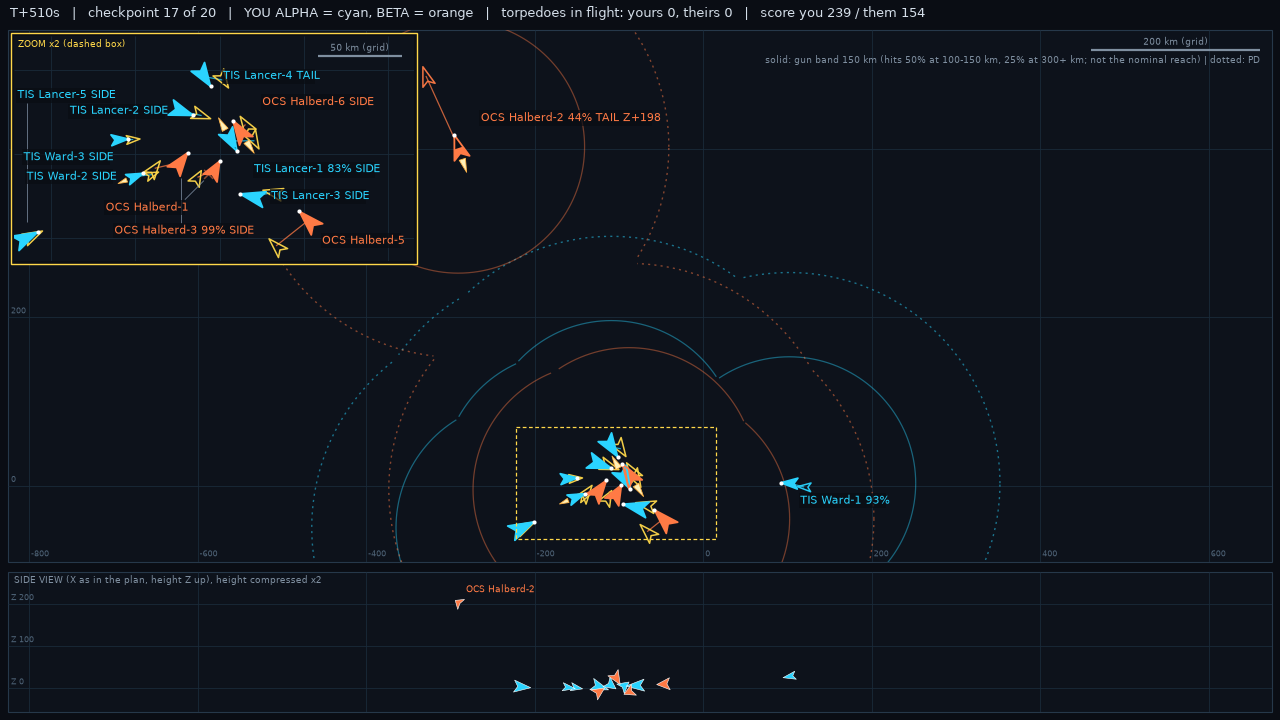 T+510s | checkpoint 17 of 20 | YOU ALPHA = cyan, BETA = orange | torpedoes in flight: yours 0, theirs 0 | score you 239 / them 154
ZOOM x2 (dashed box)
50 km (grid)
200 km (grid)
solid: gun band 150 km (hits 50% at 100-150 km, 25% at 300+ km; not the nominal reach) | dotted: PD
TIS Lancer-4 TAIL
TIS Lancer-5 SIDE
OCS Halberd-6 SIDE
TIS Lancer-2 SIDE
OCS Halberd-2 44% TAIL Z+198
TIS Ward-3 SIDE
TIS Lancer-1 83% SIDE
TIS Ward-2 SIDE
TIS Lancer-3 SIDE
OCS Halberd-1
OCS Halberd-3 99% SIDE
OCS Halberd-5
200
0
TIS Ward-1 93%
-800
-600
-400
-200
0
200
400
600
SIDE VIEW (X as in the plan, height Z up), height compressed x2
OCS Halberd-2
Z 200
Z 100
Z 0